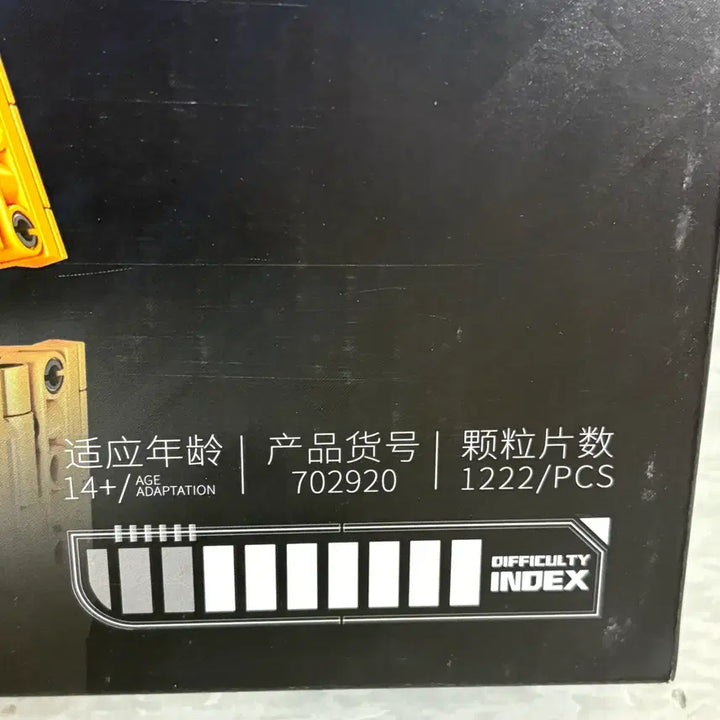 适应年龄
14+/AGE ADAPTATION
产品货号
702920
颗粒片数
1222/PCS
DIFFICULTY
INDEX